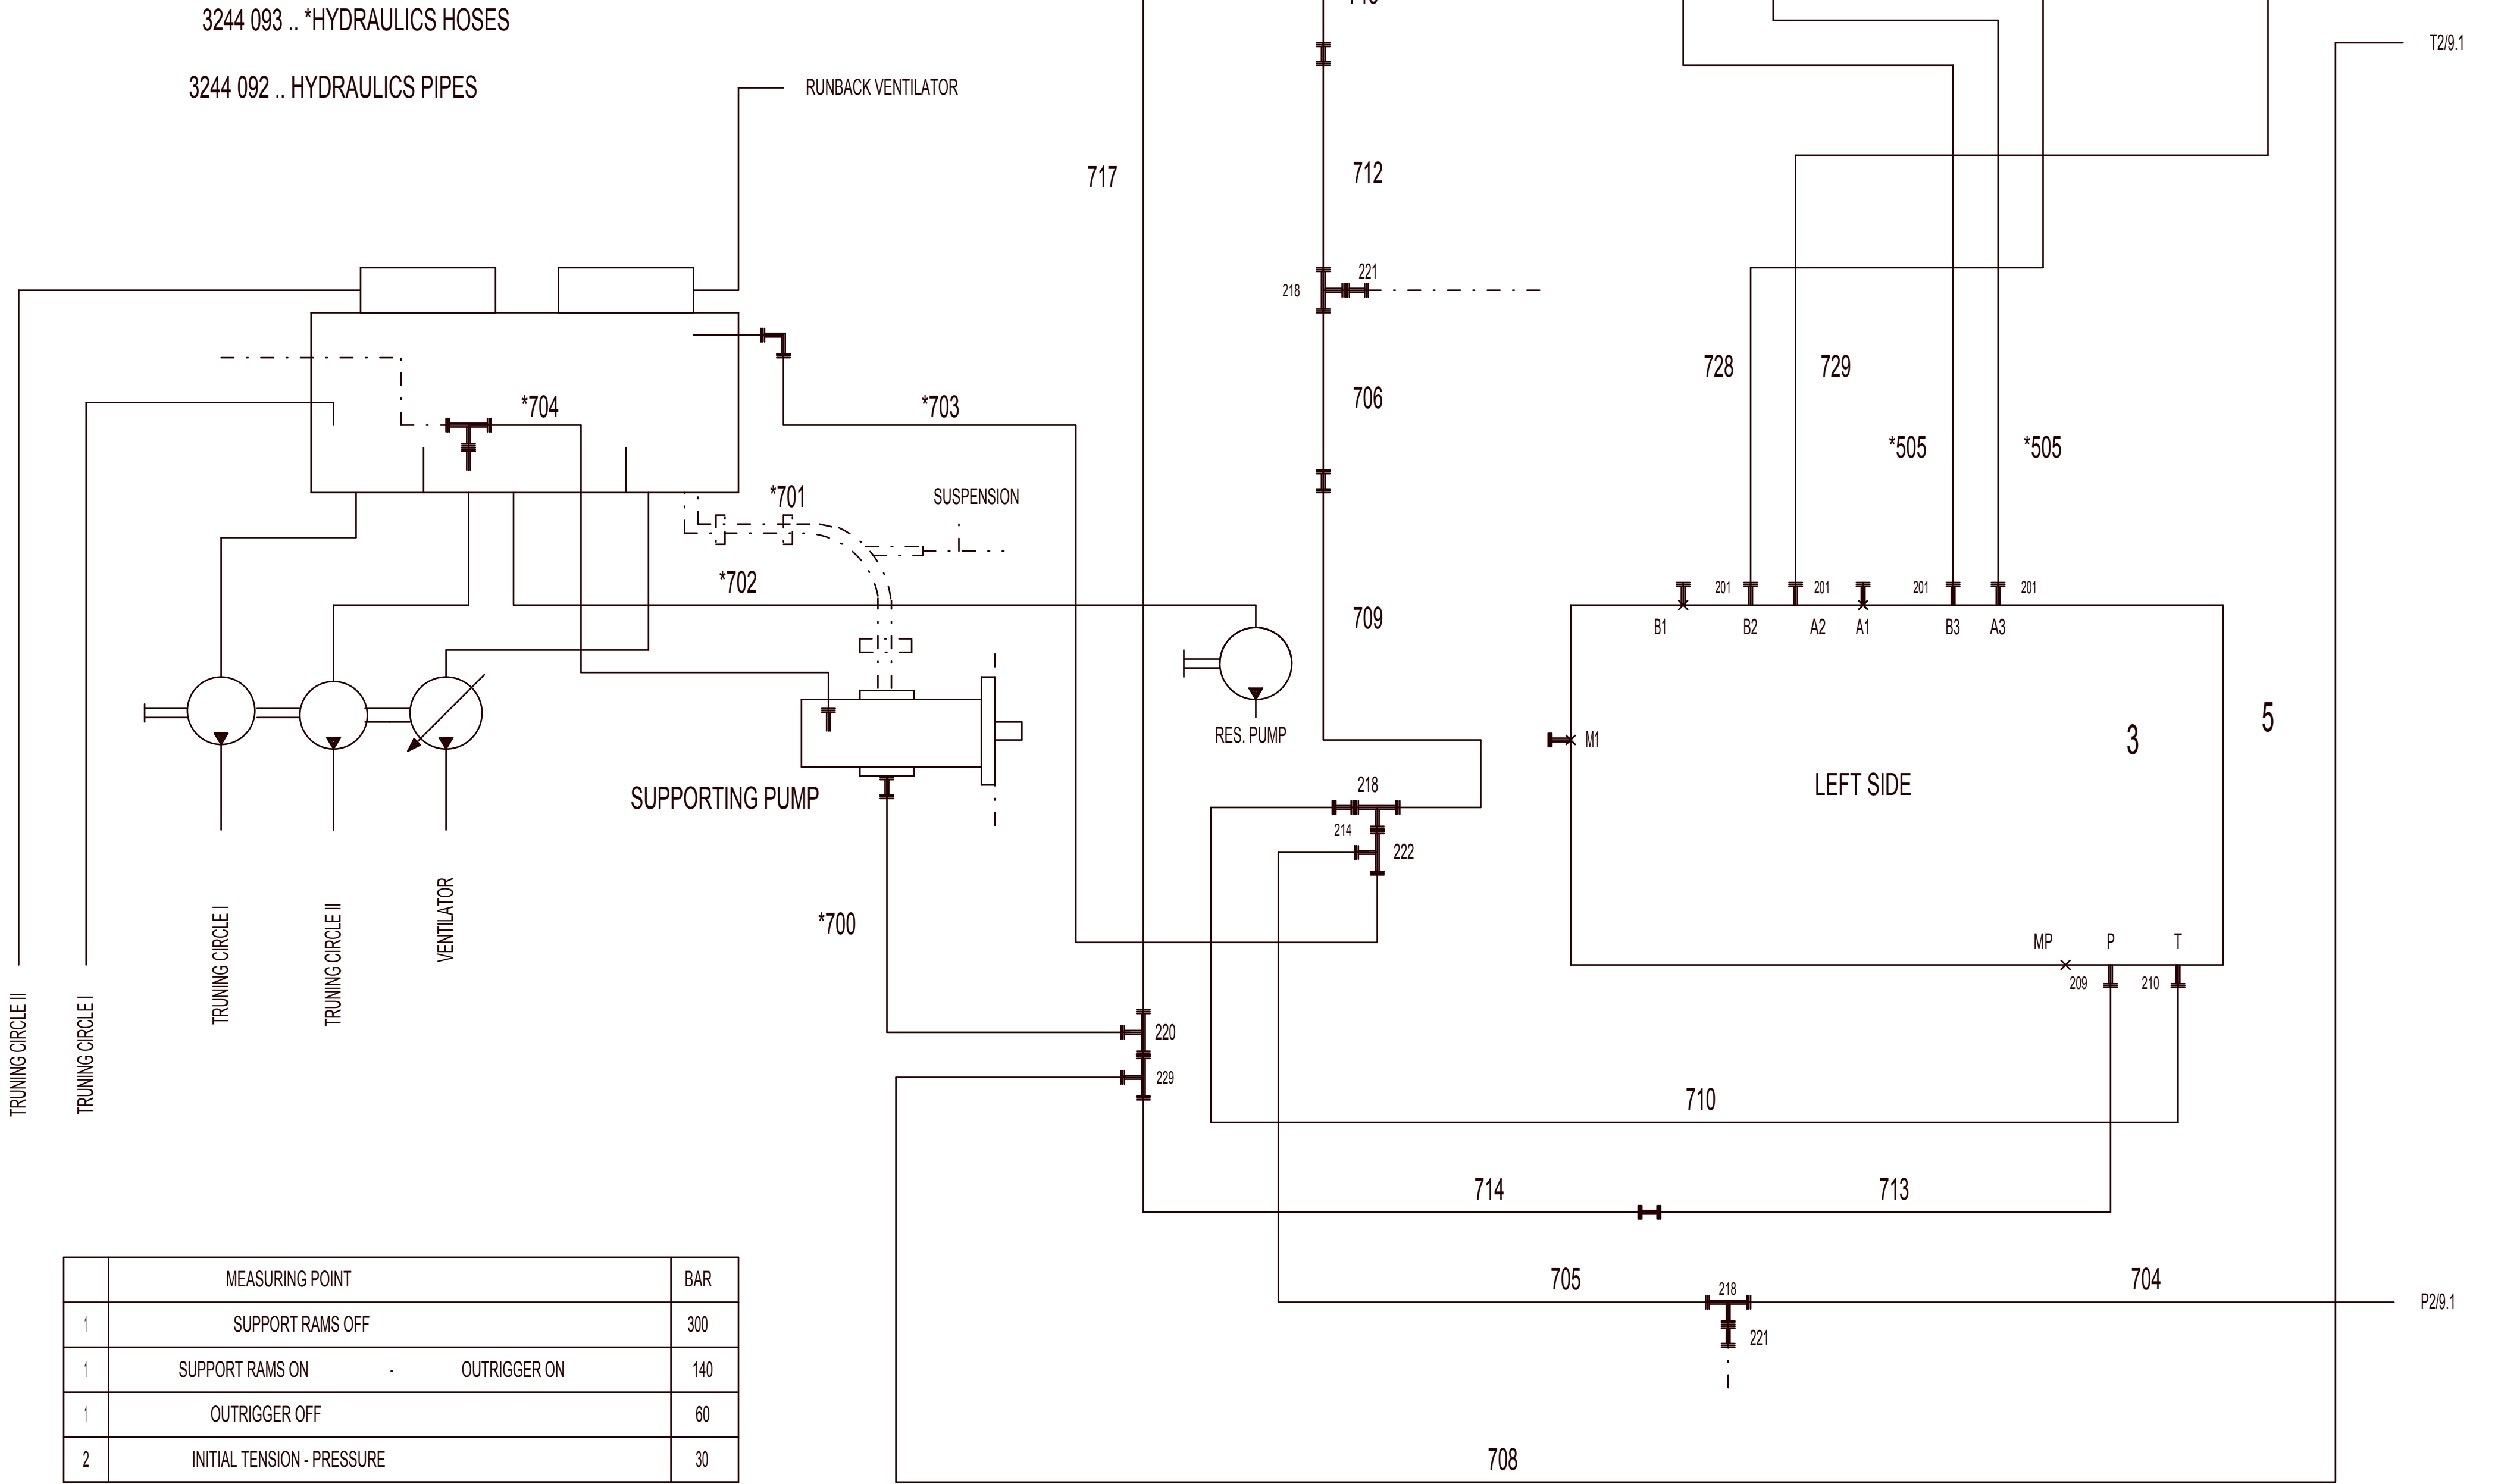 3244 093 .. *HYDRAULICS HOSES
T2/9.1
3244 092 .. HYDRAULICS PIPES
RUNBACK VENTILATOR
717
712
221
218
728
729
706
*704
*703
*505
*505
*701
SUSPENSION
*702
201
201
201
201
709
B1
B2
A2
A1
B3
A3
5
RES. PUMP
M1
3
SUPPORTING PUMP
218
LEFT SIDE
214
222
*700
VENTILATOR
TRUNING CIRCLE I
TRUNING CIRCLE II
MP
P
T
209
210
TRUNING CIRCLE II
TRUNING CIRCLE I
220
229
710
714
713
MEASURING POINT BAR
1 SUPPORT RAMS OFF 300
1 SUPPORT RAMS ON - OUTRIGGER ON 140
1 OUTRIGGER OFF 60
2 INITIAL TENSION - PRESSURE 30
705
218
704
P2/9.1
221
708